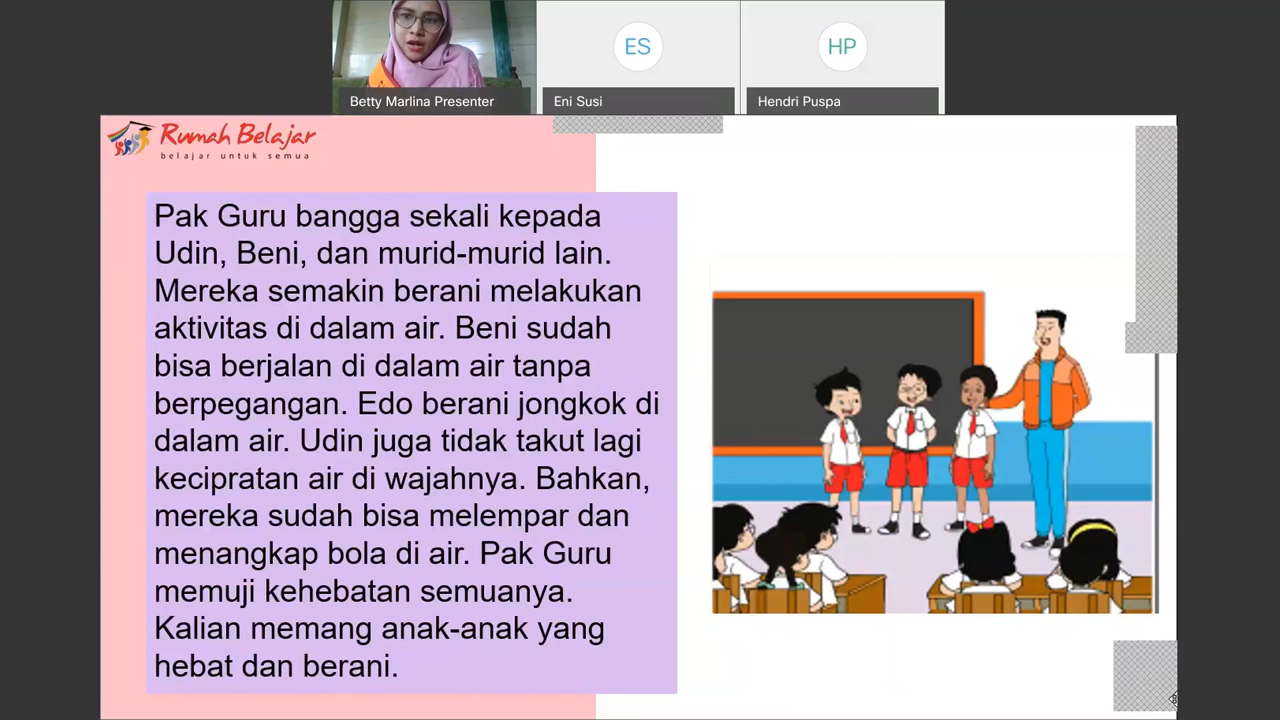 ES
HP
Betty Marlina Presenter
Eni Susi
Hendri Puspa
Rumah Belajar
belajar untuk semua
Pak Guru bangga sekali kepada
Udin, Beni, dan murid-murid lain.
Mereka semakin berani melakukan
aktivitas di dalam air. Beni sudah
bisa berjalan di dalam air tanpa
berpegangan. Edo berani jongkok di
dalam air. Udin juga tidak takut lagi
kecipratan air di wajahnya. Bahkan,
mereka sudah bisa melempar dan
menangkap bola di air. Pak Guru
memuji kehebatan semuanya.
Kalian memang anak-anak yang
hebat dan berani.